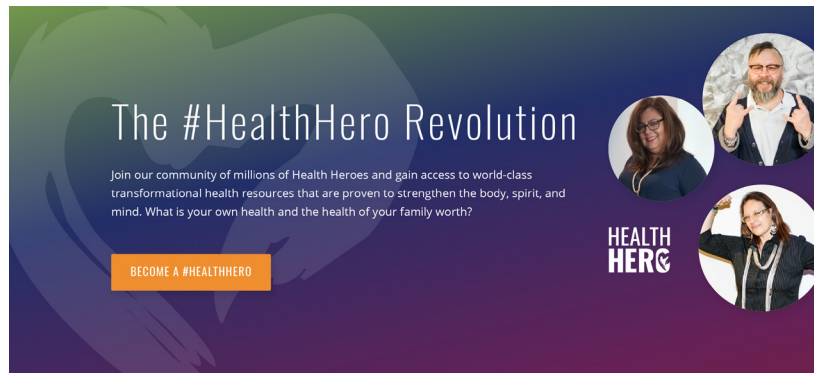 The #HealthHero Revolution
Join our community of millions of Health Heroes and gain access to world-class
transformational health resources that are proven to strengthen the body, spirit, and
mind. What is your own health and the health of your family worth?
BECOME A #HEALTHHERO
HEALTH
HERO